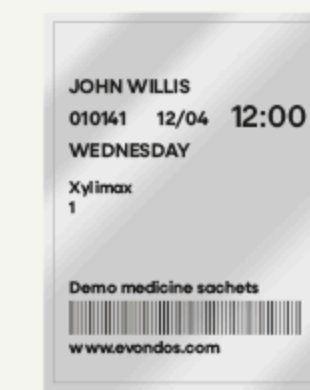 JOHN WILLIS
010141 12/04 12:00
WEDNESDAY
Xylimax
1
Demo medicine sachets
www.evondos.com